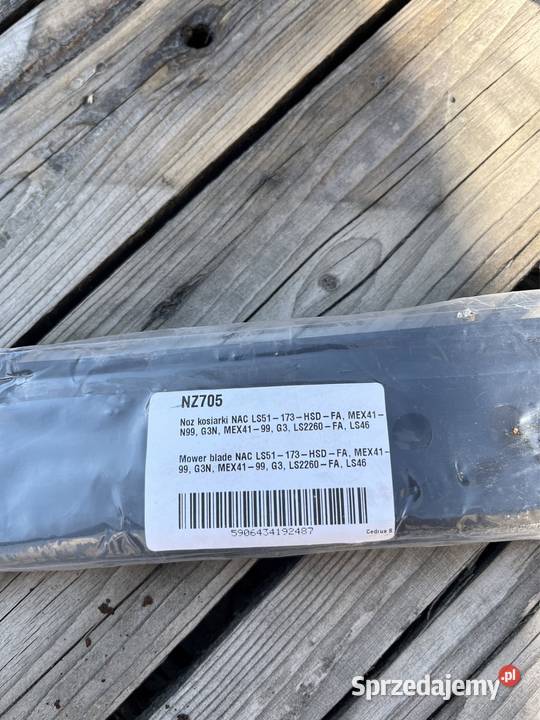 NZ705
Noz kosiarki NAC LS51-173-HSD-FA, MEX41-
N99, G3N, MEX41-99, G3, LS2260-FA, LS46
Mower blade NAC LS51-173-HSD-FA, MEX41-
99, G3N, MEX41-99, G3, LS2260-FA, LS46
5906434192487
Cedrus
Sprzedajemy.pl